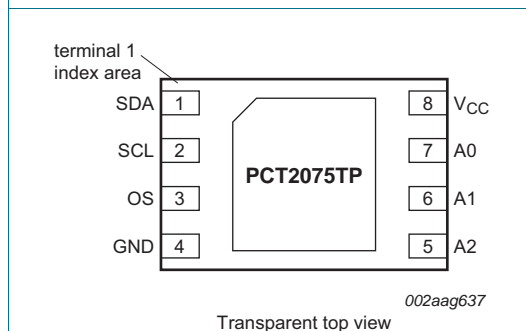 terminal 1
index area
SDA 1
8 VCC
SCL 2
7 A0
PCT2075TP
OS 3
6 A1
GND 4
5 A2
002aag637
Transparent top view